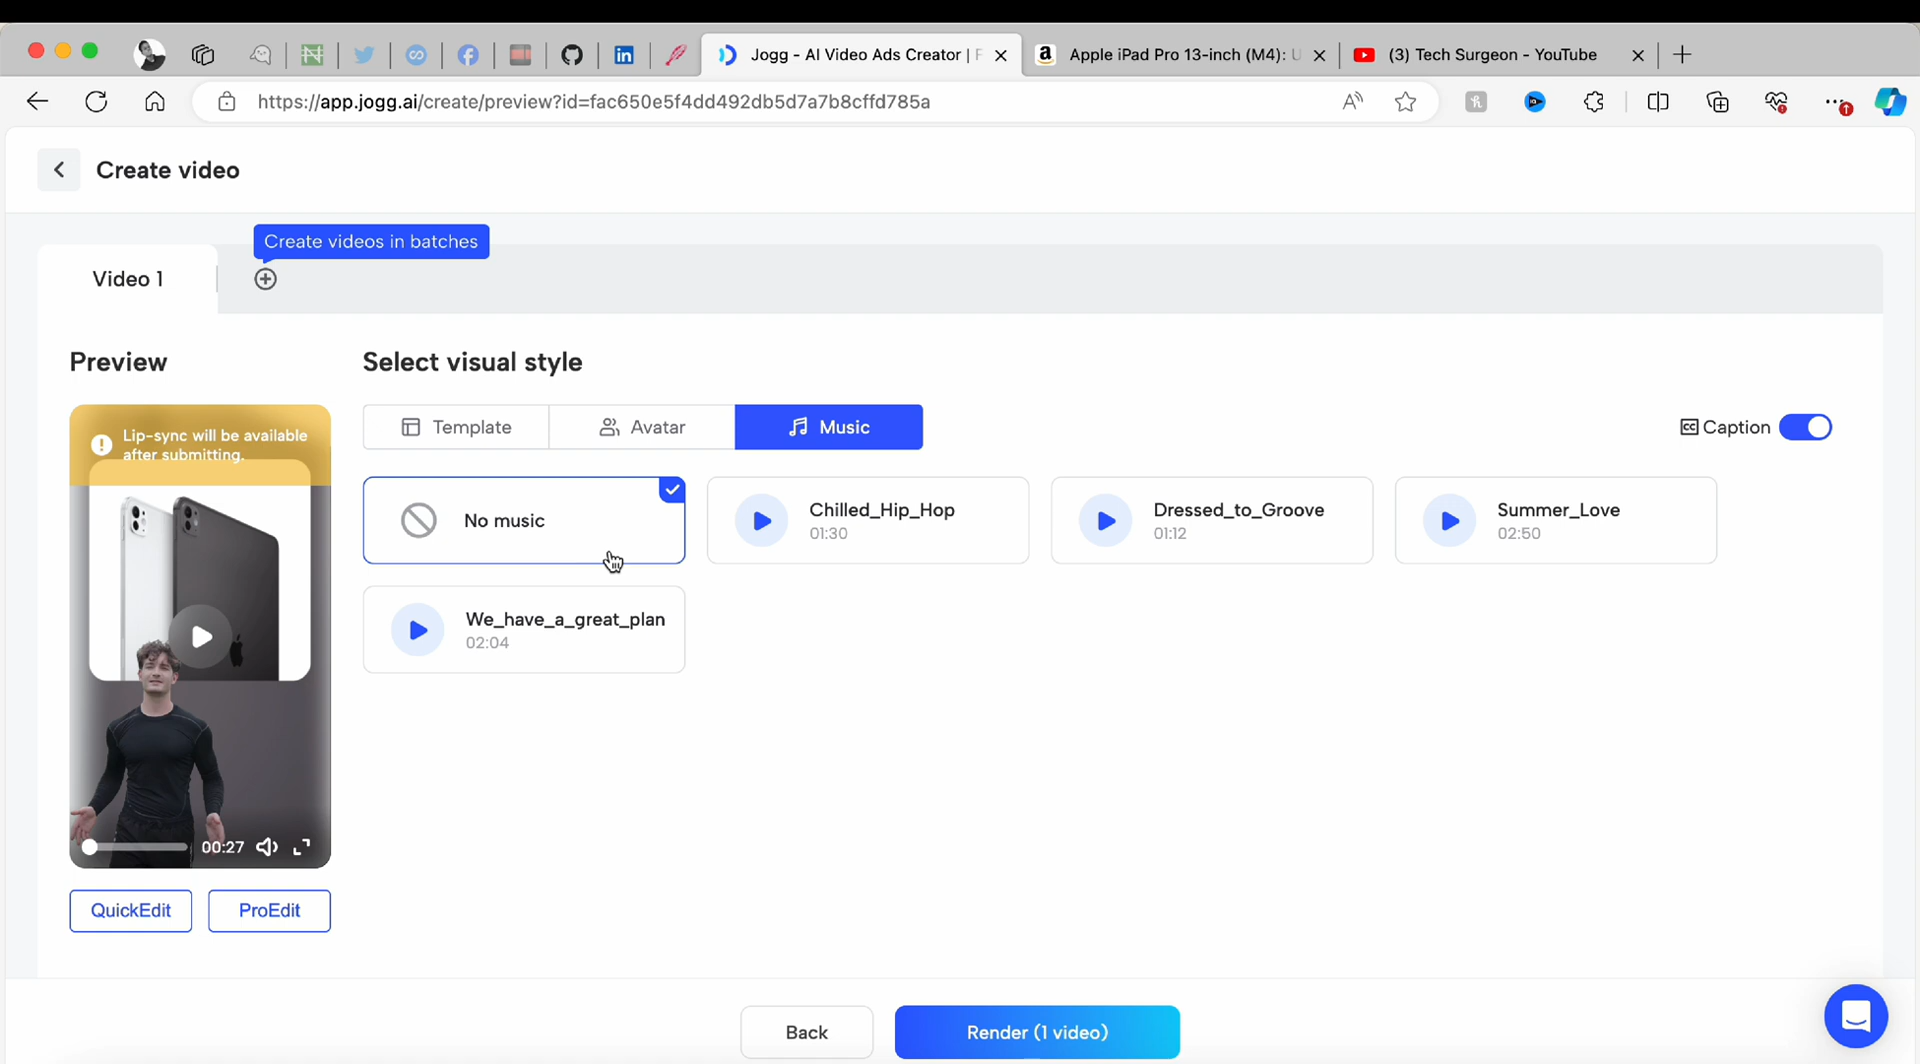 Jogg - AI Video Ads Creator | F
Apple iPad Pro 13-inch (M4): U
(3) Tech Surgeon - YouTube
https://app.jogg.ai/create/preview?id=fac650e5f4dd492db5d7a7b8cffd785a
Create video
Create videos in batches
Video 1
Preview
Select visual style
Lip-sync will be available
after submitting.
Template
Avatar
Music
CC Caption
No music
Chilled_Hip_Hop
01:30
Dressed_to_Groove
01:12
Summer_Love
02:50
We_have_a_great_plan
02:04
00:27
QuickEdit
ProEdit
Back
Render (1 video)